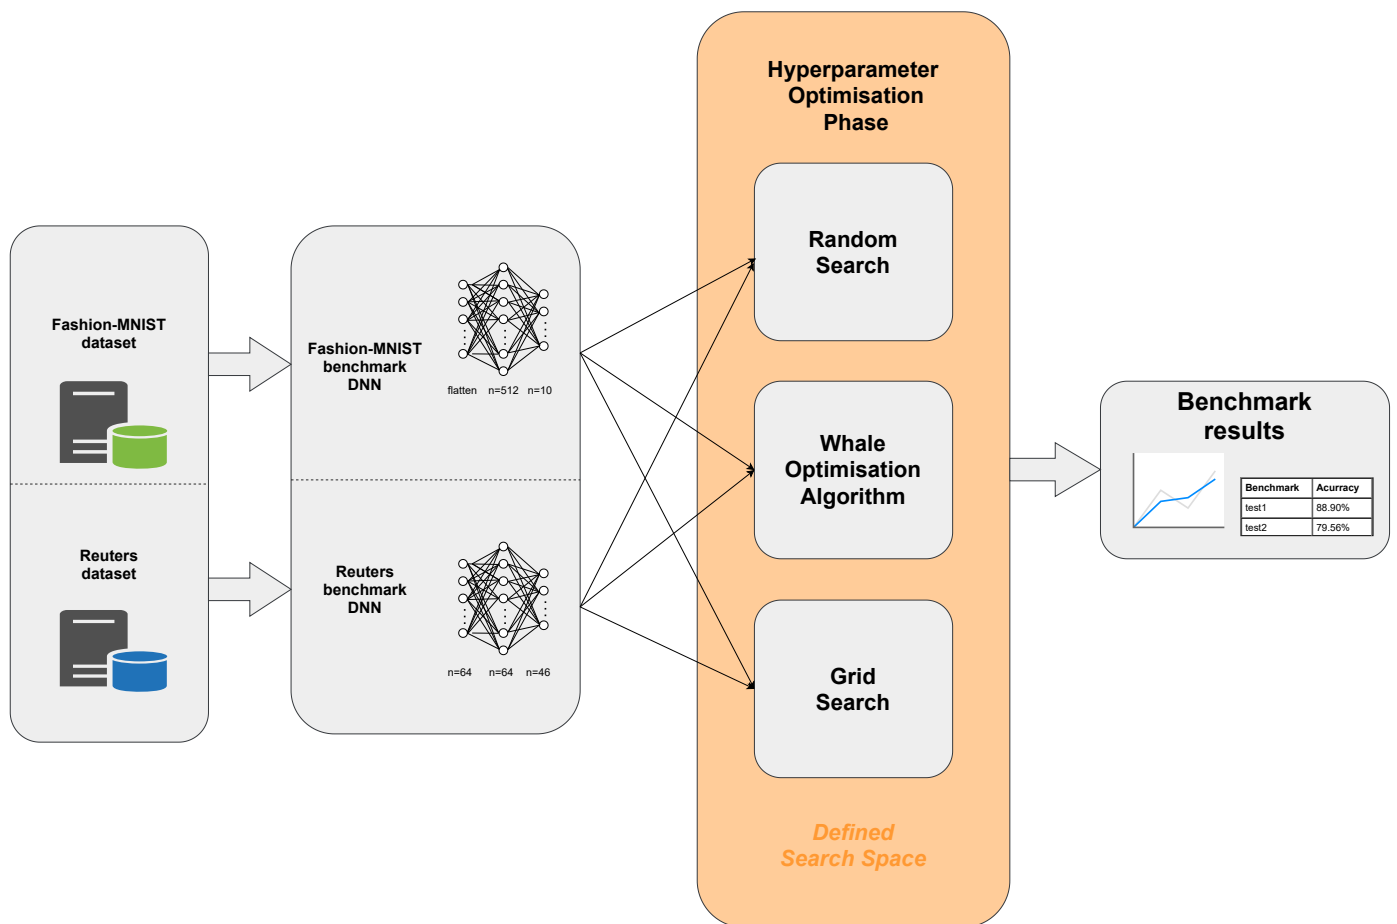 Fashion-MNIST
dataset
Reuters
dataset
Fashion-MNIST
benchmark
DNN
flatten n=512 n=10
Reuters
benchmark
DNN
n=64 n=64 n=46
Hyperparameter
Optimisation
Phase
Random
Search
Whale
Optimisation
Algorithm
Grid
Search
Defined
Search Space
Benchmark
results
Benchmark Acurracy
test1 88.90%
test2 79.56%